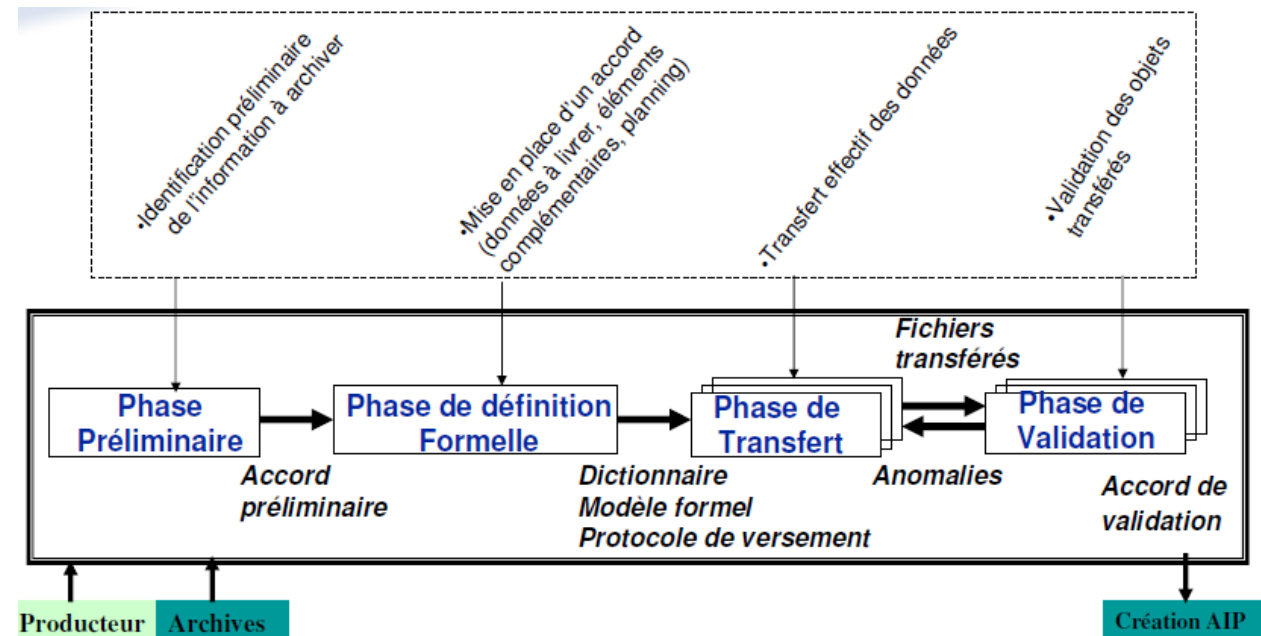 •Identification préliminaire
de l'information à archiver
•Mise en place d'un accord
(données à livrer, éléments
complémentaires, planning)
•Transfert effectif des données
•Validation des objets
transférés
Fichiers
transférés
Phase
Préliminaire
Phase de définition
Formelle
Phase de
Transfert
Phase de
Validation
Accord
préliminaire
Dictionnaire
Modèle formel
Protocole de versement
Anomalies
Accord de
validation
Producteur
Archives
Création AIP